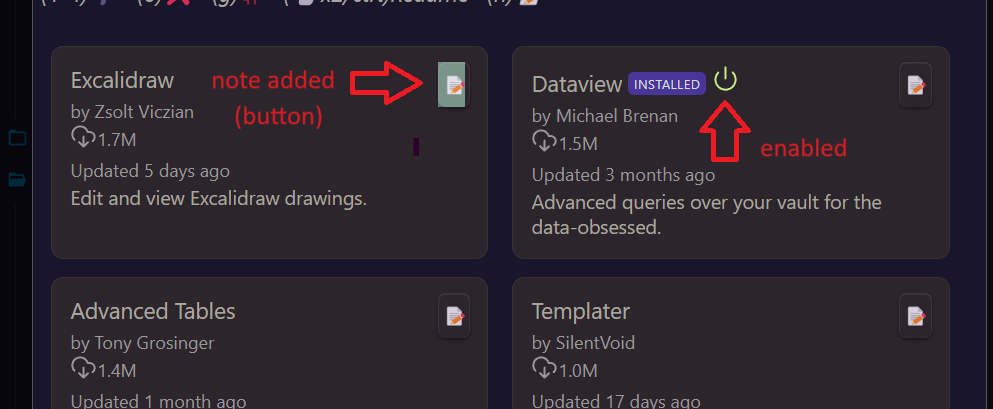 Excalidraw
note added
(button)
by Zsolt Viczian
1.7M
Updated 5 days ago
Edit and view Excalidraw drawings.
Dataview INSTALLED
by Michael Brenan
1.5M
enabled
Updated 3 months ago
Advanced queries over your vault for the
data-obsessed.
Advanced Tables
by Tony Grosinger
1.4M
Updated 1 month ago
Templater
by SilentVoid
1.0M
Updated 17 days ago